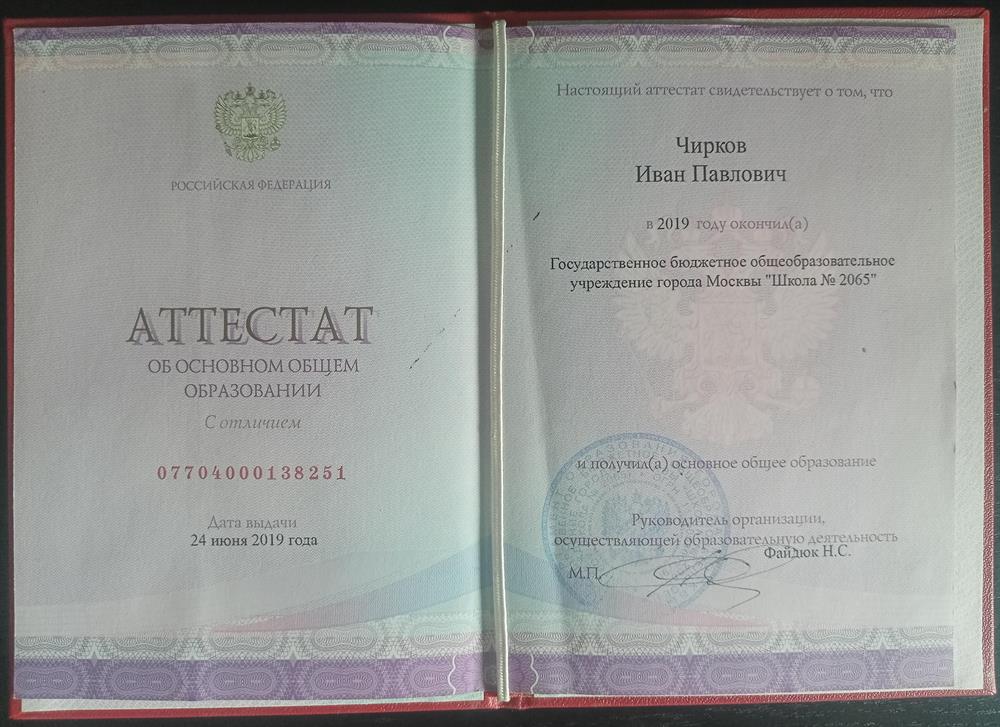 РОССИЙСКАЯ ФЕДЕРАЦИЯ
АТТЕСТАТ
ОБ ОСНОВНОМ ОБЩЕМ
ОБРАЗОВАНИИ
С отличием
07704000138251
Дата выдачи
24 июня 2019 года
Настоящий аттестат свидетельствует о том, что
Чирков
Иван Павлович
в 2019 году окончил(а)
Государственное бюджетное общеобразовательное
учреждение города Москвы "Школа № 2065"
и получил(а) основное общее образование
Руководитель организации,
осуществляющей образовательную деятельность
Файдюк Н.С.
М.П.